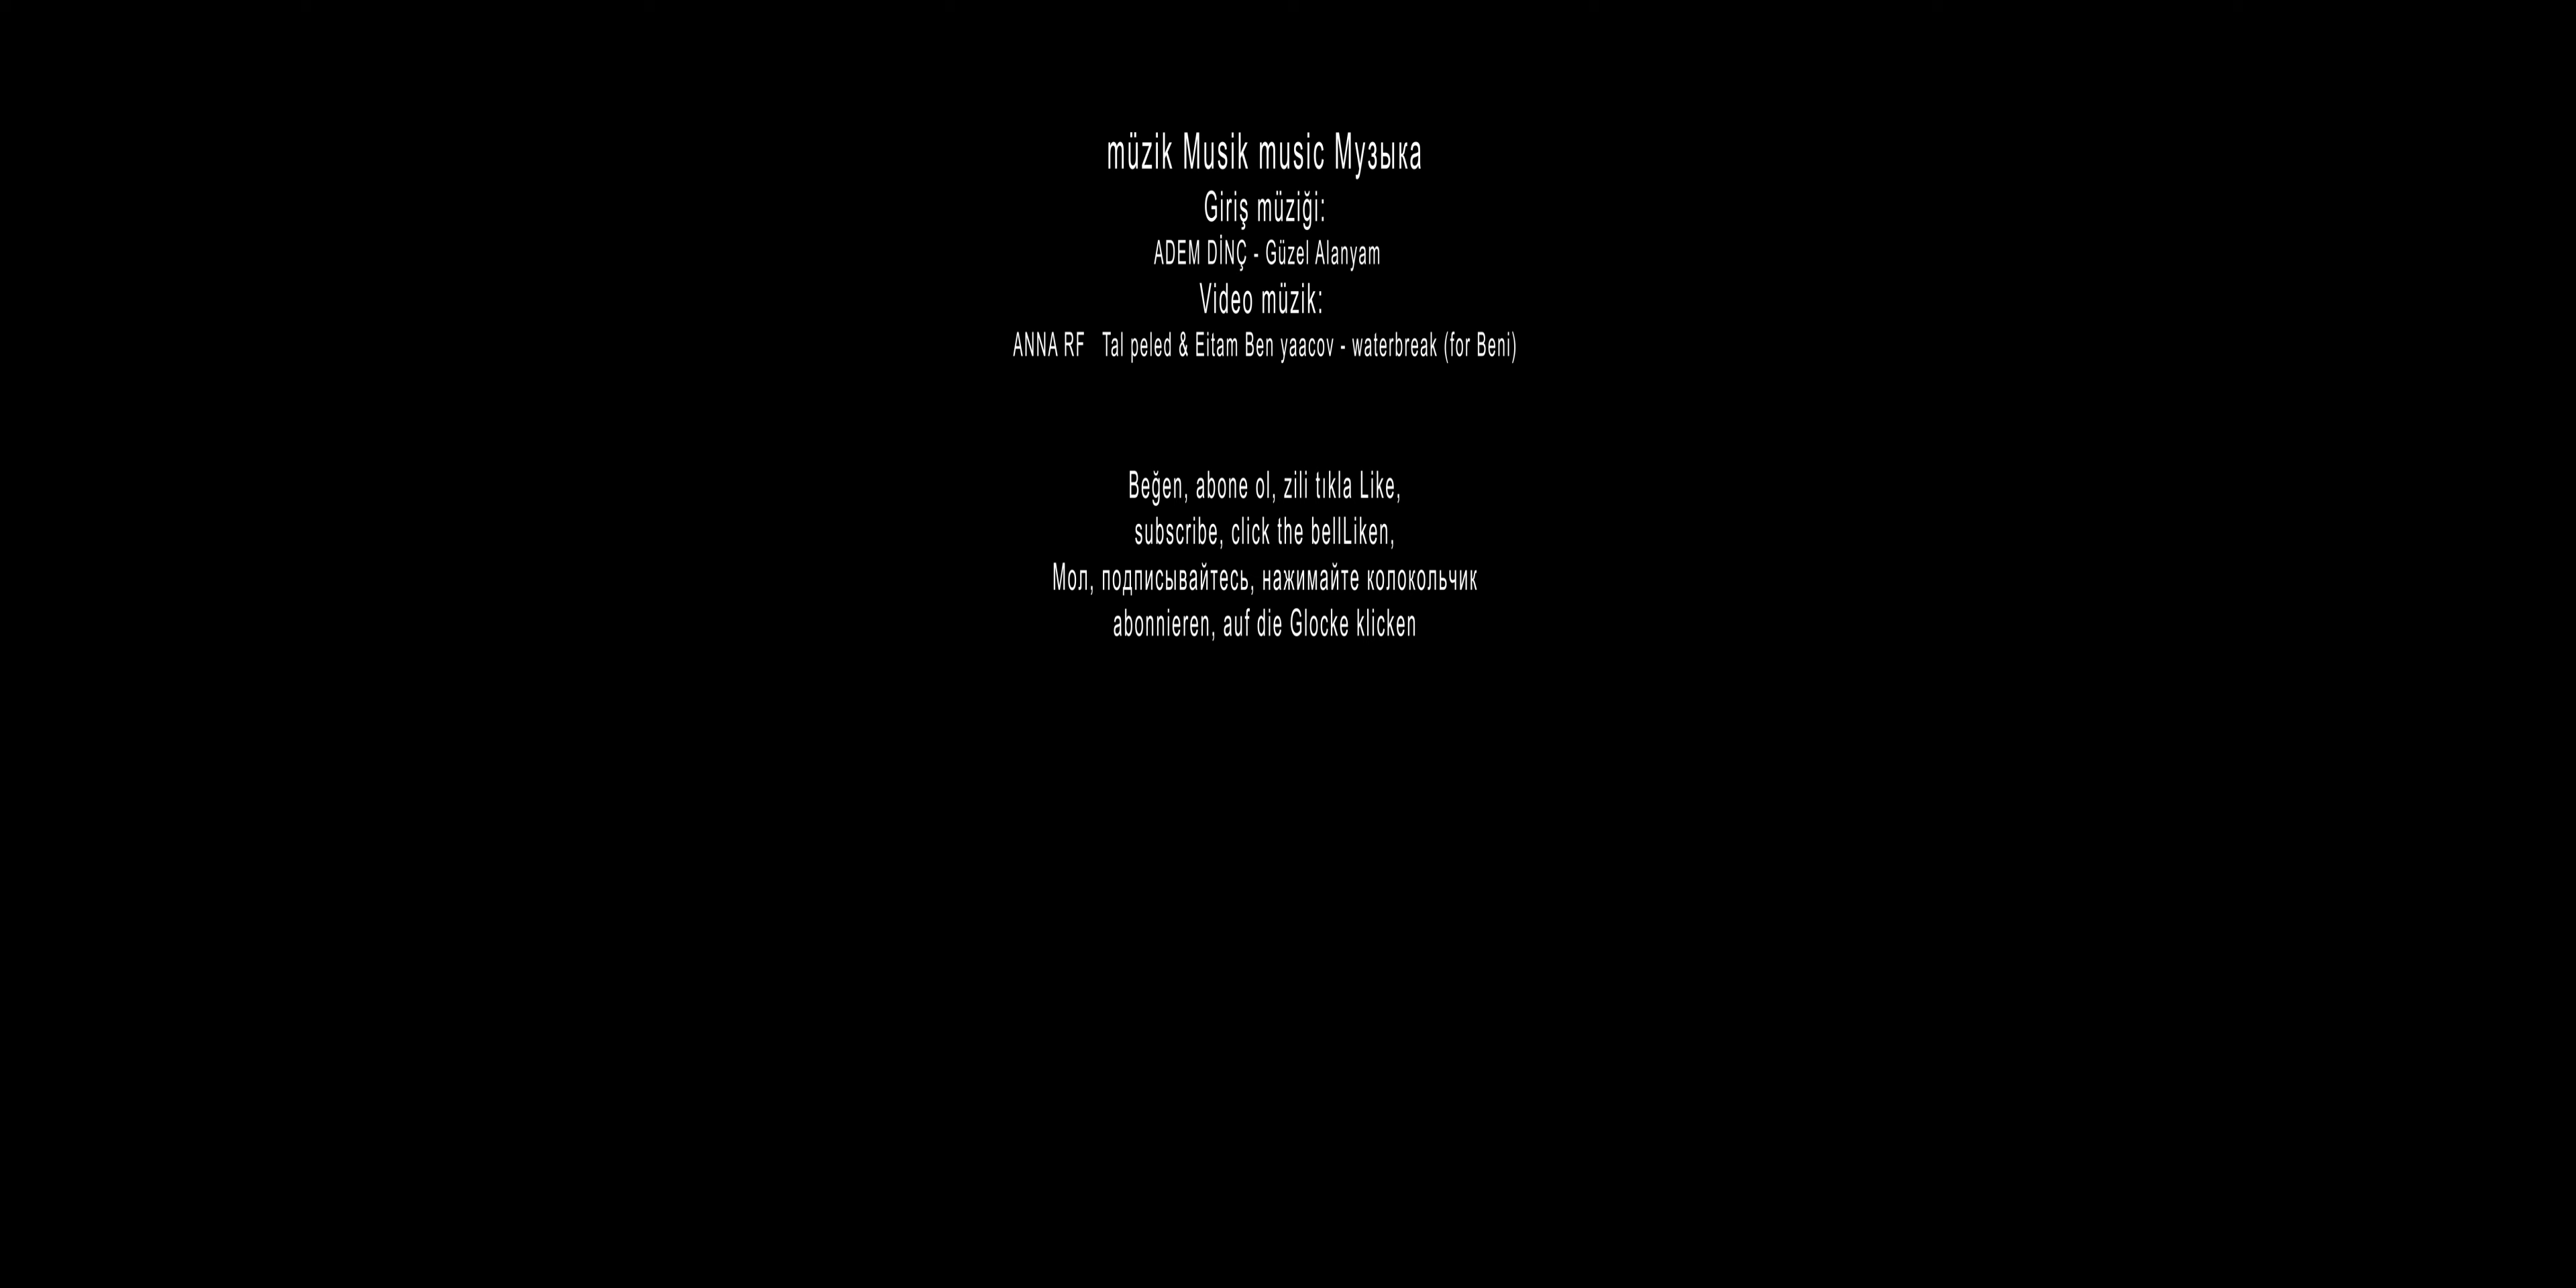 müzik Musik music Музыка
Giriş müziği:
ADEM DİNÇ - Güzel Alanyam
Video müzik:
ANNA RF   Tal peled & Eitam Ben yaacov - waterbreak (for Beni)
Beğen, abone ol, zili tıkla Like,
subscribe, click the bellLiken,
Мол, подписывайтесь, нажимайте колокольчик
abonnieren, auf die Glocke klicken